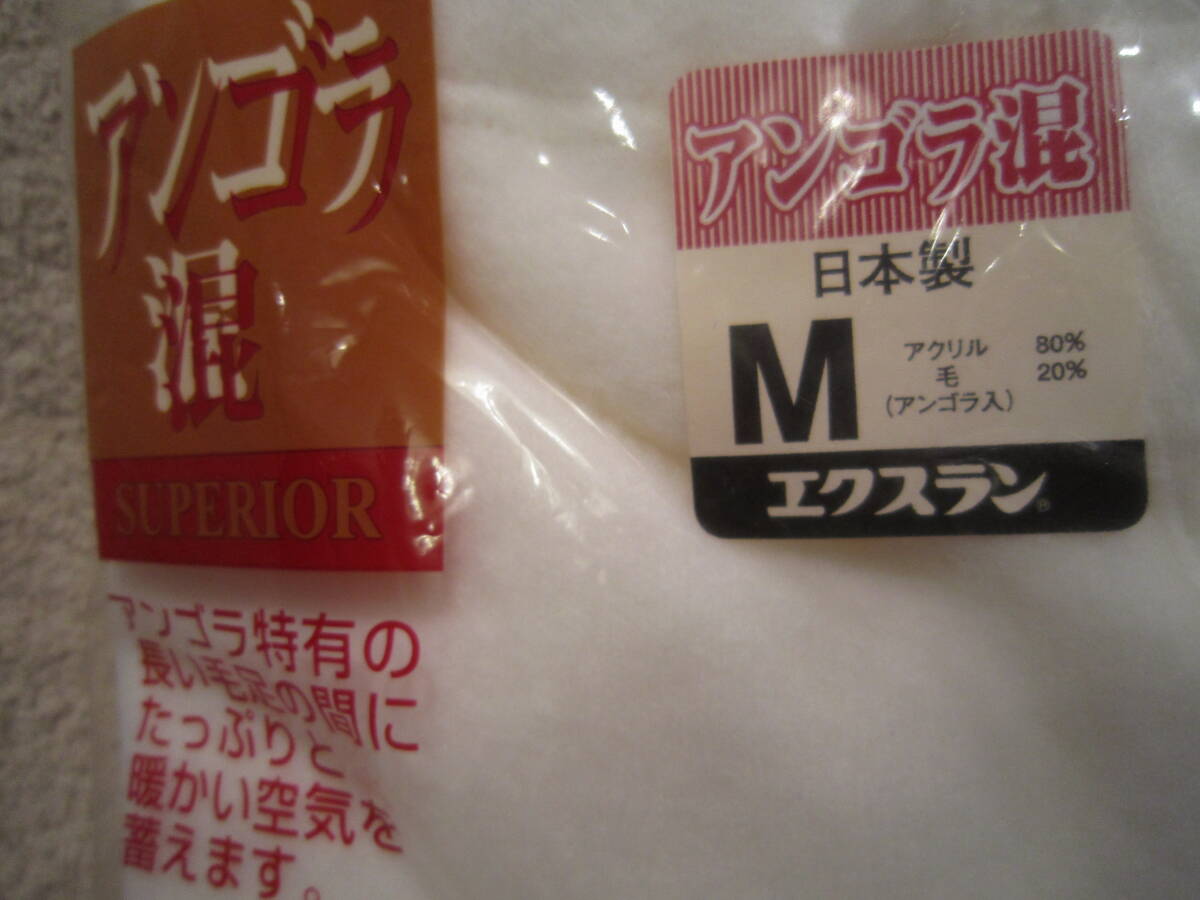 アンゴラ
混
SUPERIOR
アンゴラ特有の
長い毛足の間に
たっぷりと
暖かい空気を
蓄えます。
アンゴラ混
日本製
M
アクリル 80%
毛 20%
(アンゴラ入)
エクスラン®